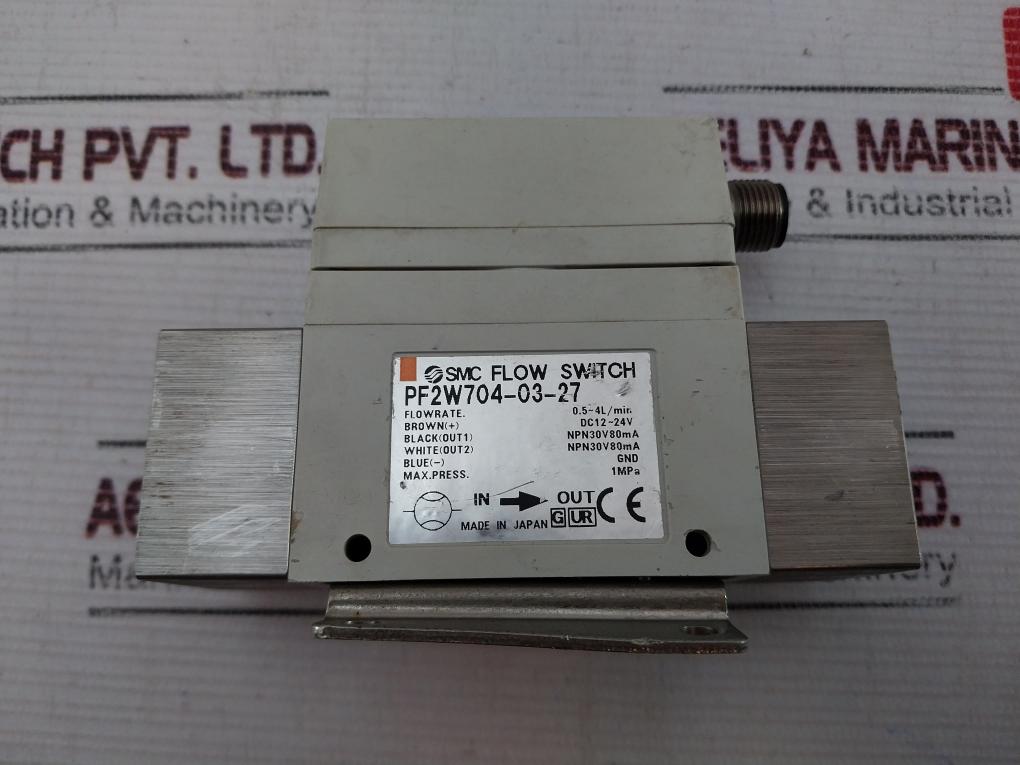 CH PVT. LTD.
ELIYA MARIN
ation & Machinery
& Industrial
SMC FLOW SWITCH
PF2W704-03-27
FLOWRATE. 0.5~4L/min.
BROWN(+) DC12~24V
BLACK(OUT1) NPN30V80mA
WHITE(OUT2) NPN30V80mA
BLUE(-) GND
MAX.PRESS. 1MPa
IN OUT
MADE IN JAPAN G UR CE
A
D.
M
nery